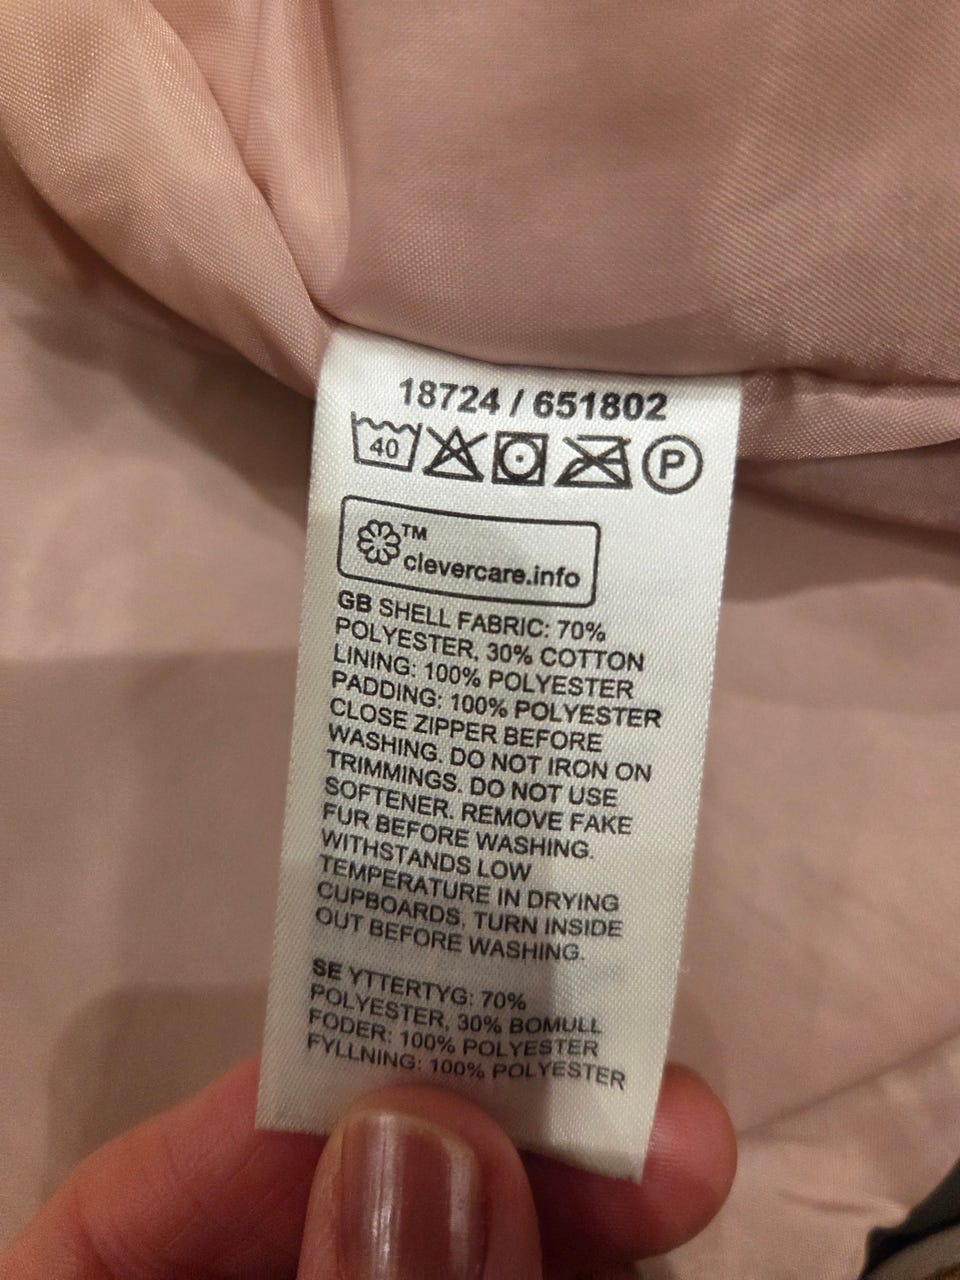 18724 / 651802
40
P
™
clevercare.info
GB SHELL FABRIC: 70%
POLYESTER, 30% COTTON
LINING: 100% POLYESTER
PADDING: 100% POLYESTER
CLOSE ZIPPER BEFORE
WASHING. DO NOT IRON ON
TRIMMINGS. DO NOT USE
SOFTENER. REMOVE FAKE
FUR BEFORE WASHING.
WITHSTANDS LOW
TEMPERATURE IN DRYING
CUPBOARDS, TURN INSIDE
OUT BEFORE WASHING.
SE YTTERTYG: 70%
POLYESTER, 30% BOMULL
FODER: 100% POLYESTER
FYLLNING: 100% POLYESTER